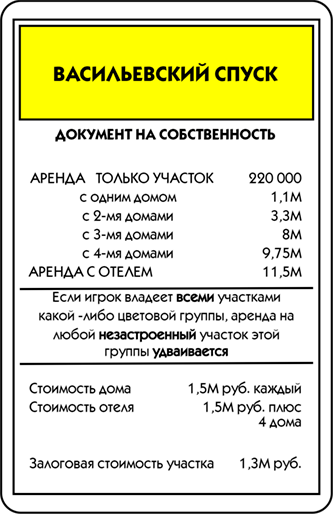 ВАСИЛЬЕВСКИЙ СПУСК
ДОКУМЕНТ НА СОБСТВЕННОСТЬ
АРЕНДА ТОЛЬКО УЧАСТОК 220 000
с одним домом 1,1М
с 2-мя домами 3,3М
с 3-мя домами 8М
с 4-мя домами 9,75М
АРЕНДА С ОТЕЛЕМ 11,5М
Если игрок владеет всеми участками
какой -либо цветовой группы, аренда на
любой незастроенный участок этой
группы удваивается
Стоимость дома 1,5М руб. каждый
Стоимость отеля 1,5М руб. плюс
4 дома
Залоговая стоимость участка 1,3М руб.